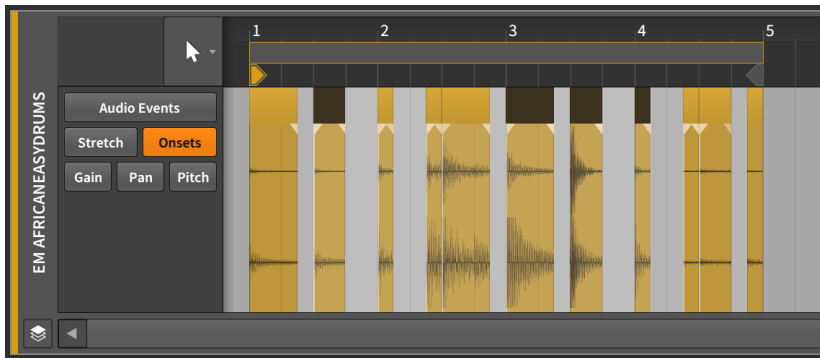 1 2 3 4 5
EM AFRICANEASYDRUMS
Audio Events
Stretch Onsets
Gain Pan Pitch